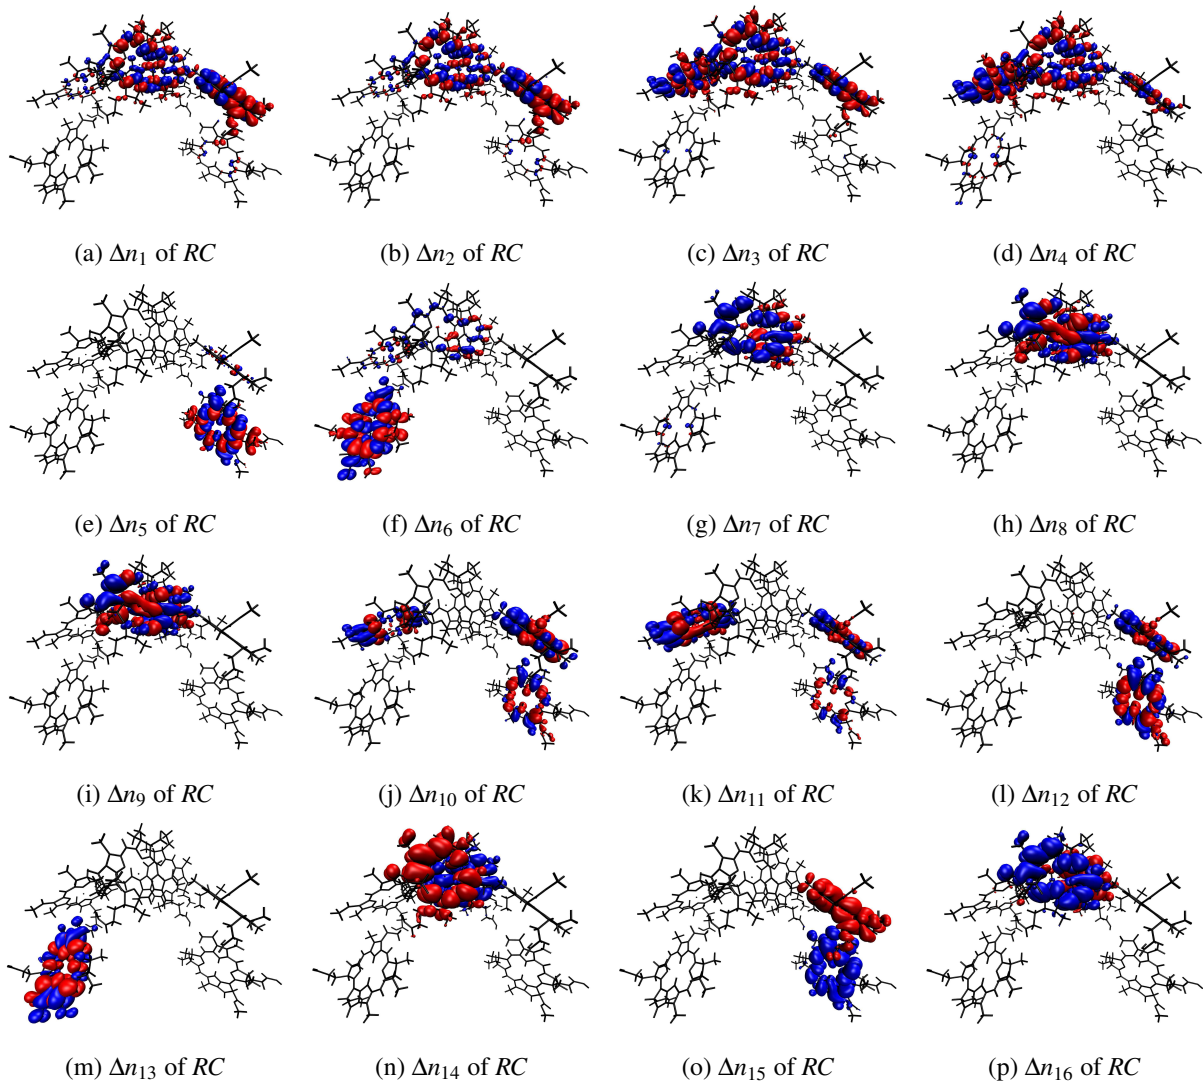 (a) Δn₁ of RC (b) Δn₂ of RC (c) Δn₃ of RC (d) Δn₄ of RC
(e) Δn₅ of RC (f) Δn₆ of RC (g) Δn₇ of RC (h) Δn₈ of RC
(i) Δn₉ of RC (j) Δn₁₀ of RC (k) Δn₁₁ of RC (l) Δn₁₂ of RC
(m) Δn₁₃ of RC (n) Δn₁₄ of RC (o) Δn₁₅ of RC (p) Δn₁₆ of RC